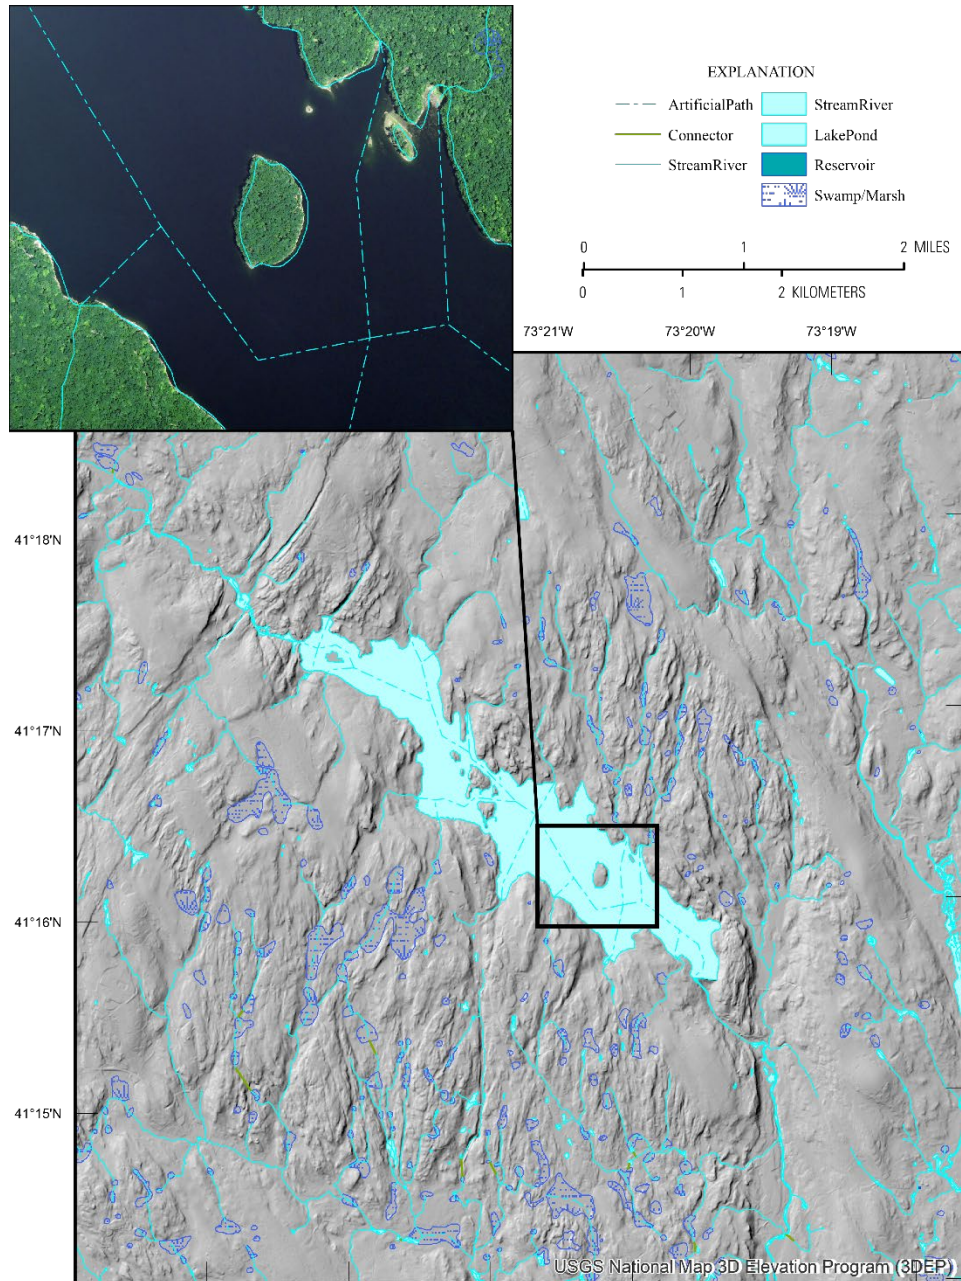 EXPLANATION
ArtificialPath
Connector
StreamRiver
StreamRiver
LakePond
Reservoir
Swamp/Marsh
0 1 2 MILES
0 1 2 KILOMETERS
73°21'W 73°20'W 73°19'W
41°18'N
41°17'N
41°16'N
41°15'N
USGS National Map 3D Elevation Program (3DEP)